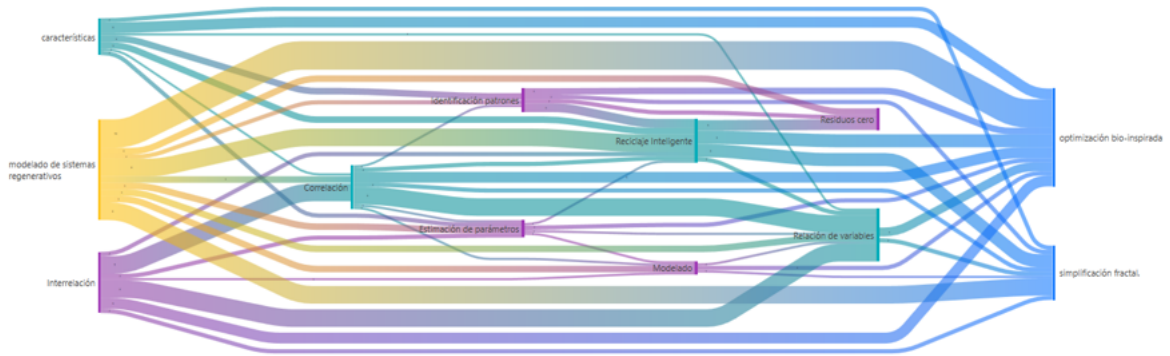 características
Identificación patrones
Residuos cero
Reciclaje Inteligente
optimización bio-inspirada
modelado de sistemas
regenerativos
Correlación
Estimación de parámetros
Relación de variables
Modelado
Interrelación
simplificación fractal.